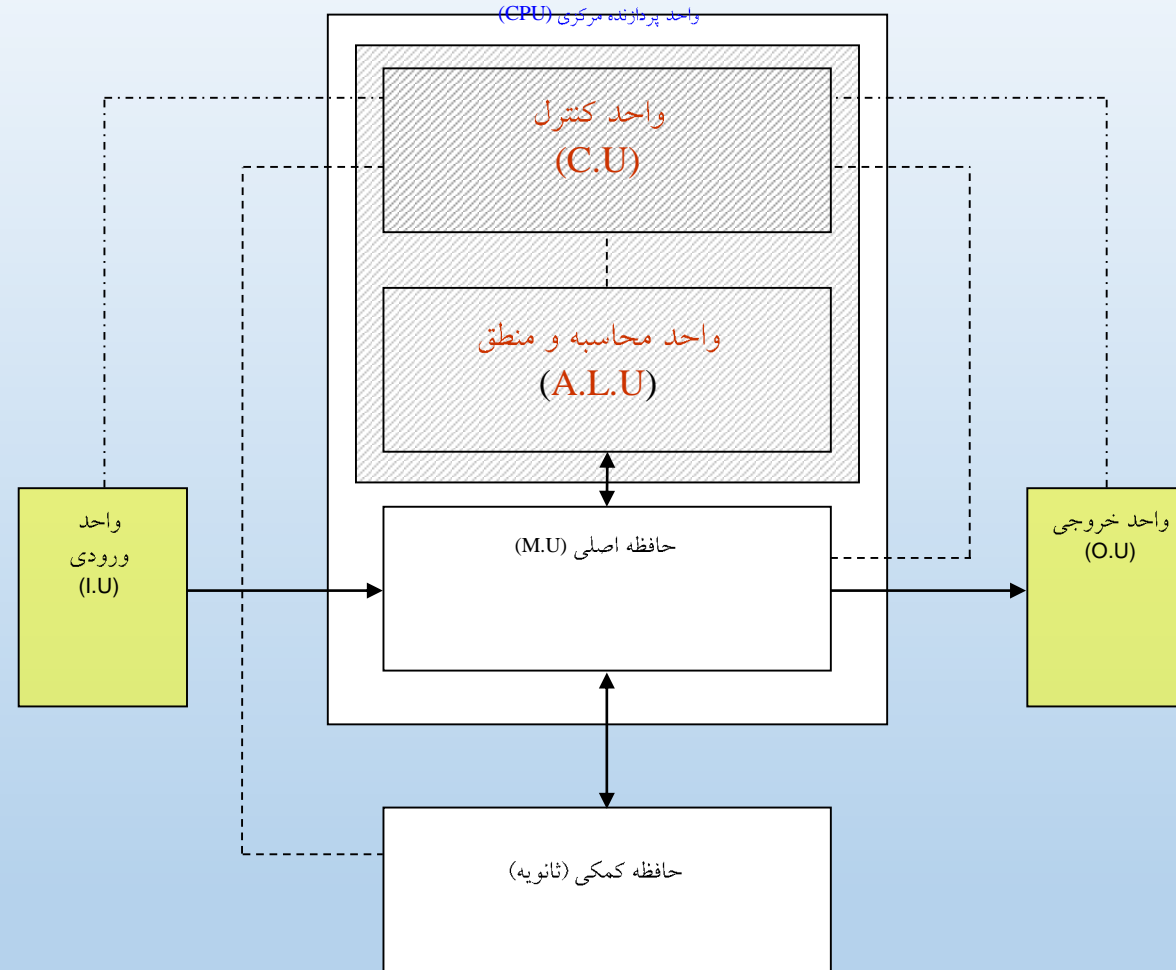 واحد پردازنده مرکزی (CPU)
واحد کنترل
(C.U)
واحد محاسبه و منطق
(A.L.U)
واحد
ورودی
(I.U)
حافظه اصلی (M.U)
واحد خروجی
(O.U)
حافظه کمکی (ثانویه)